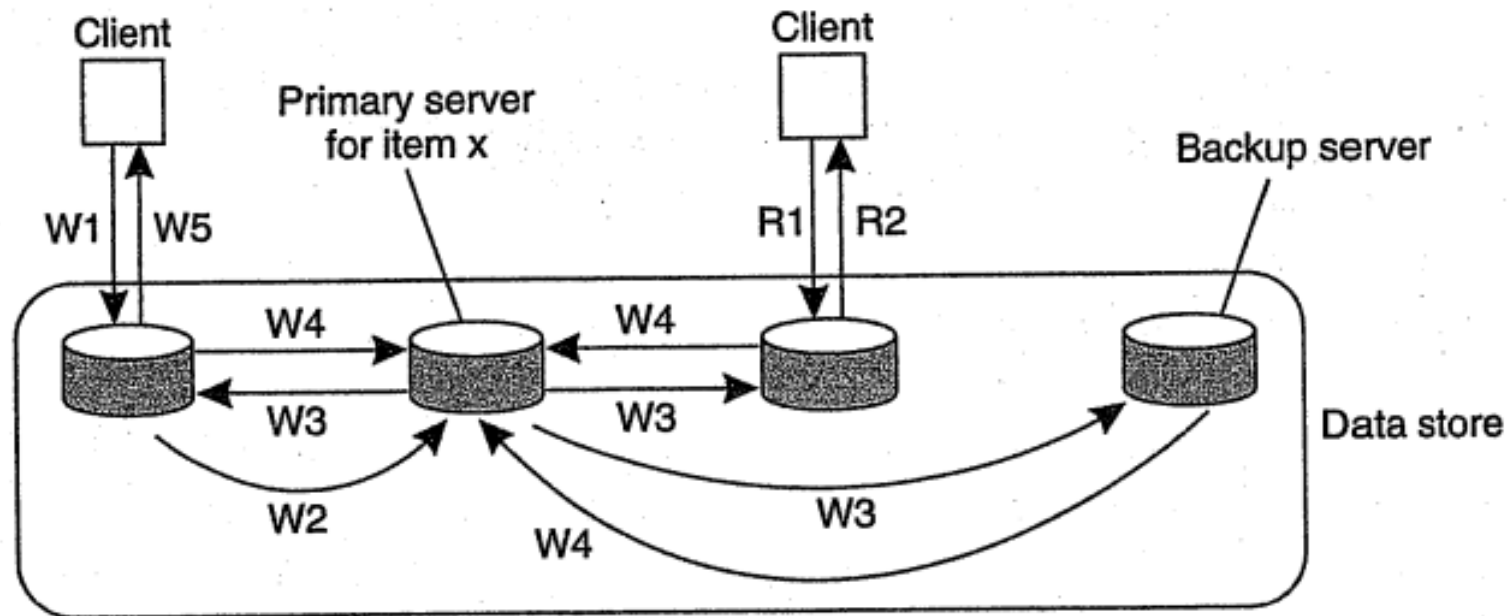 Client
Client
Primary server
for item x
Backup server
W1
W5
R1
R2
W4
W4
W3
W3
Data store
W2
W3
W4